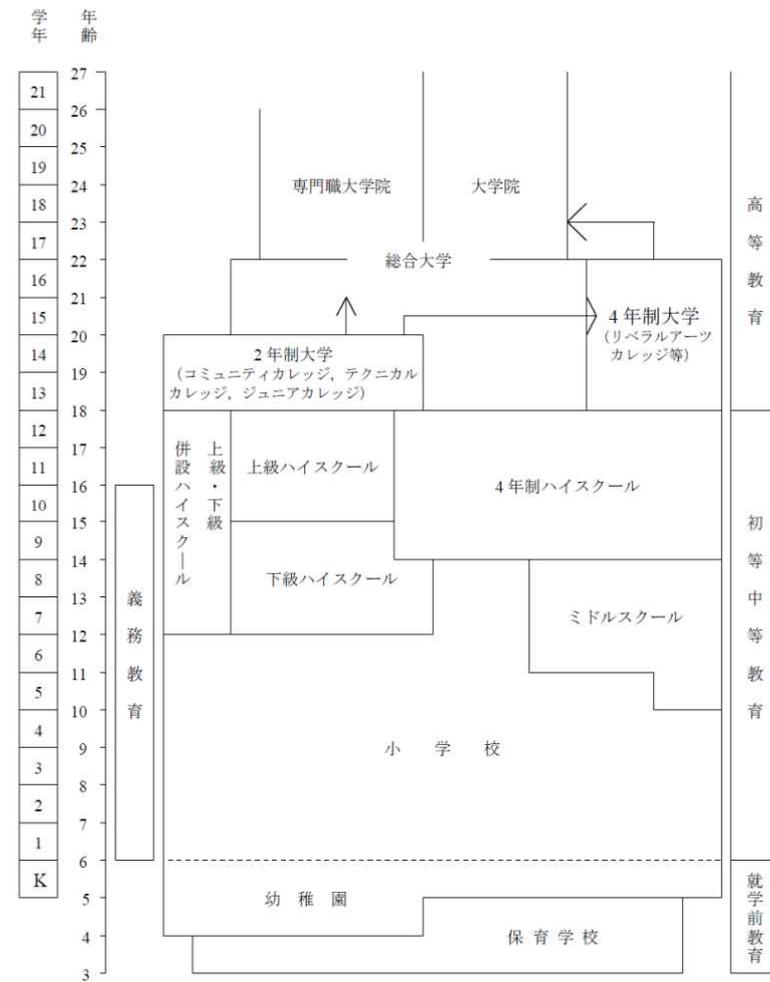 学年
年齢
27
21
26
20
25
19
専門職大学院
大学院
24
18
23
17
22
総合大学
16
21
15
4年制大学
(リベラルアーツ
カレッジ等)
20
14
2年制大学
(コミュニティカレッジ，テクニカル
カレッジ，ジュニアカレッジ)
19
13
18
高等教育
12
17
11
上級・下級
併設ハイスクール
上級ハイスクール
4年制ハイスクール
16
10
15
9
14
8
下級ハイスクール
13
7
ミドルスクール
12
6
11
5
10
4
9
小学校
3
8
2
7
1
6
義務教育
初等中等教育
K
幼稚園
5
保育学校
4
3
就学前教育